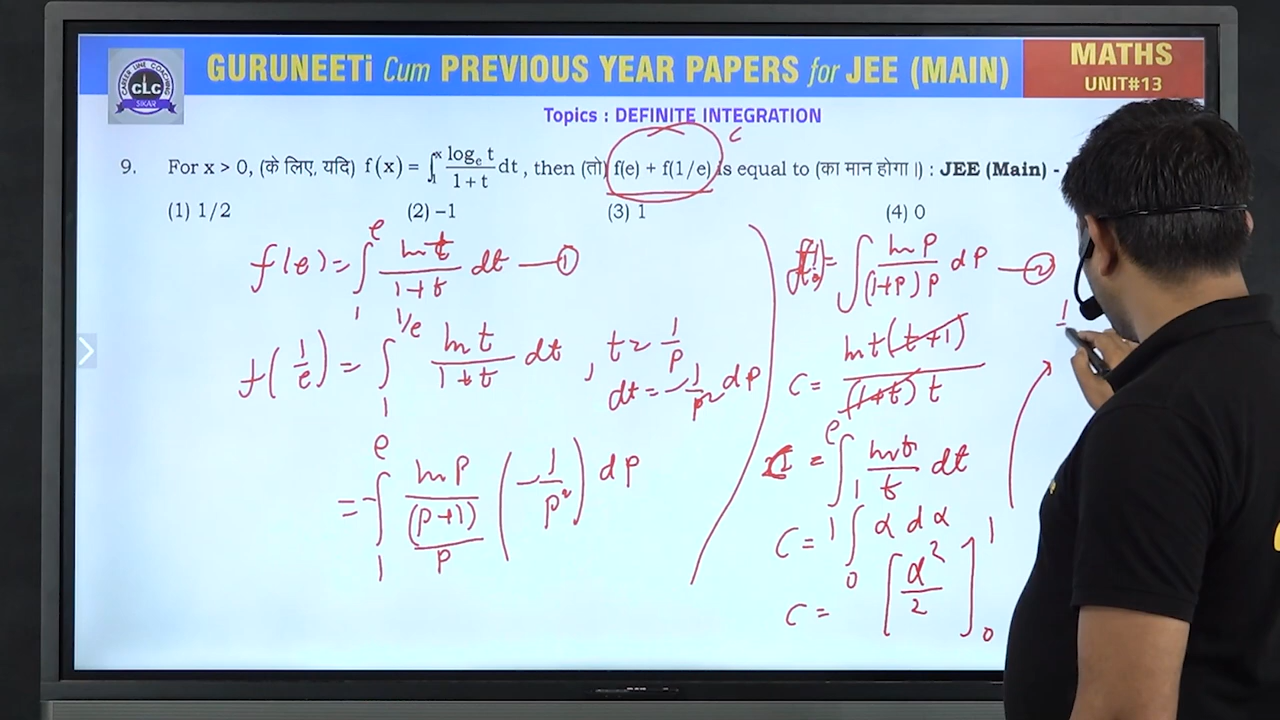 CAREER LINE COACHING
CLC
SIKAR
GURUNEETi Cum PREVIOUS YEAR PAPERS for JEE (MAIN)
MATHS
UNIT#13
Topics : DEFINITE INTEGRATION
C
9. For x > 0, (के लिए, यदि) f(x) = ∫₁ˣ logₑ t / (1 + t) dt, then (तो) f(e) + f(1/e) is equal to (का मान होगा।) : JEE (Main) -
(1) 1/2 (2) –1 (3) 1 (4) 0
f(e) = ∫₁ᵉ ln t / (1+t) dt — ①
f(1/e) = ∫₁^(1/e) ln t / (1+t) dt , t = 1/p
dt = -1/p² dp
= -∫₁ᵉ ln p / ((p+1)/p) (-1/p²) dp
= ∫ ln p / ((1+p) p) dp — ②
C = ln t (t+1) / ((1+t) t)
= ∫₁ᵉ ln t / t dt
C = ∫₀¹ α dα
C = [α²/2]₀¹
1